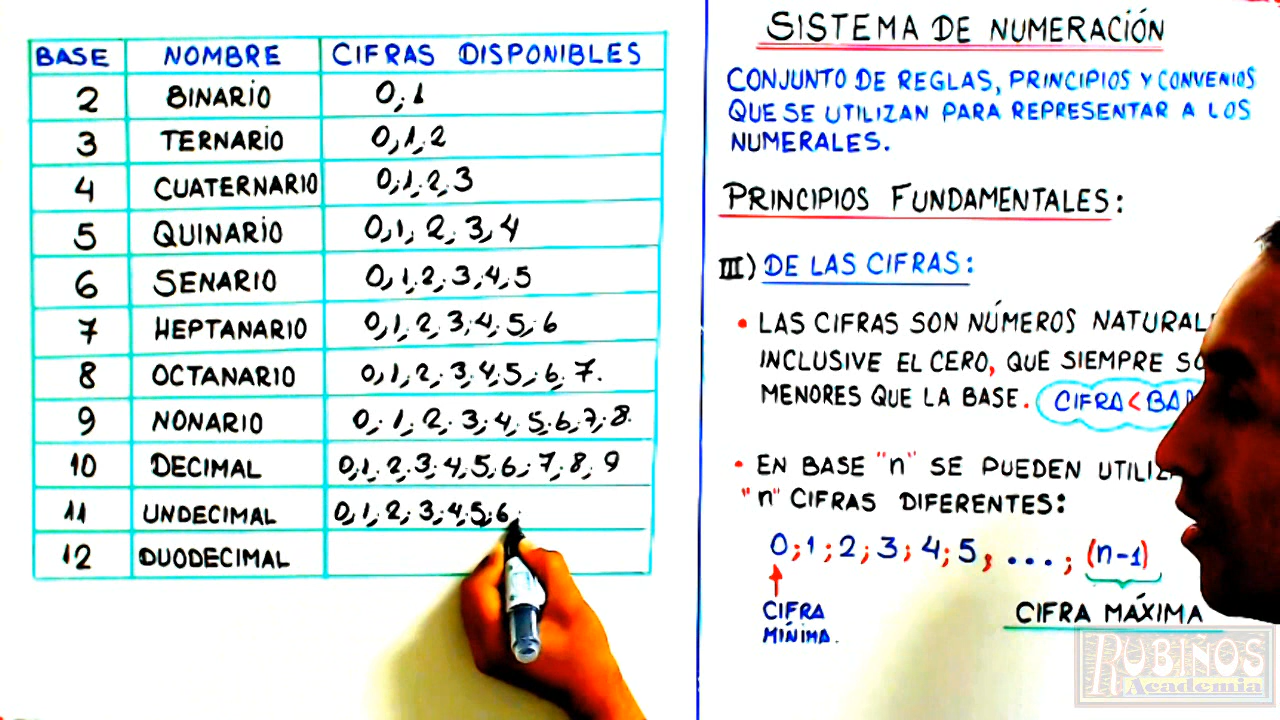 BASE NOMBRE CIFRAS DISPONIBLES
2 BINARIO 0; 1
3 TERNARIO 0, 1; 2
4 CUATERNARIO 0; 1; 2; 3
5 QUINARIO 0, 1; 2; 3, 4
6 SENARIO 0; 1; 2; 3; 4; 5
7 HEPTANARIO 0, 1; 2; 3; 4; 5; 6
8 OCTANARIO 0, 1; 2; 3; 4; 5; 6; 7.
9 NONARIO 0; 1; 2; 3; 4; 5; 6; 7; 8.
10 DECIMAL 0, 1; 2; 3; 4; 5; 6; 7; 8; 9
11 UNDECIMAL 0, 1; 2; 3; 4; 5; 6;
12 DUODECIMAL
SISTEMA DE NUMERACIÓN
CONJUNTO DE REGLAS, PRINCIPIOS Y CONVENIOS
QUE SE UTILIZAN PARA REPRESENTAR A LOS
NUMERALES.
PRINCIPIOS FUNDAMENTALES:
III) DE LAS CIFRAS:
• LAS CIFRAS SON NÚMEROS
INCLUSIVE EL CERO, QUE SIEMPRE
MENORES QUE LA BASE. CIFRA <
• EN BASE "n" SE PUEDEN
"n" CIFRAS DIFERENTES:
0; 1; 2; 3; 4; 5; ...; (n-1)
CIFRA CIFRA MÁXIMA
MÍNIMA.
RUBIÑOS
Academia